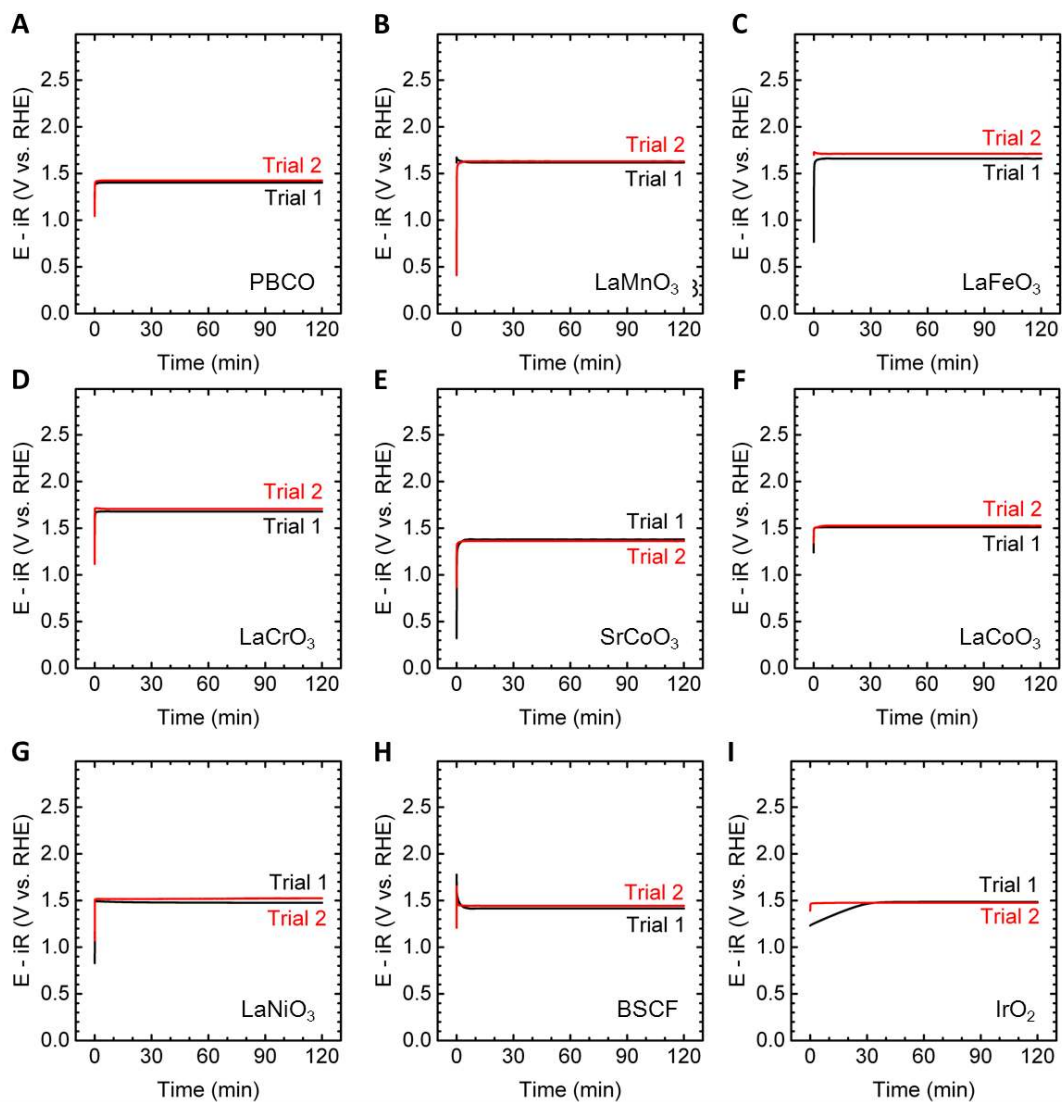 A
E - iR (V vs. RHE)
2.5
2.0
1.5
1.0
0.5
0.0
Trial 2
Trial 1
PBCO
0 30 60 90 120
Time (min)
B
E - iR (V vs. RHE)
2.5
2.0
1.5
1.0
0.5
0.0
Trial 2
Trial 1
LaMnO₃ 3
0 30 60 90 120
Time (min)
C
E - iR (V vs. RHE)
2.5
2.0
1.5
1.0
0.5
0.0
Trial 2
Trial 1
LaFeO₃
0 30 60 90 120
Time (min)
D
E - iR (V vs. RHE)
2.5
2.0
1.5
1.0
0.5
0.0
Trial 2
Trial 1
LaCrO₃
0 30 60 90 120
Time (min)
E
E - iR (V vs. RHE)
2.5
2.0
1.5
1.0
0.5
0.0
Trial 1
Trial 2
SrCoO₃
0 30 60 90 120
Time (min)
F
E - iR (V vs. RHE)
2.5
2.0
1.5
1.0
0.5
0.0
Trial 2
Trial 1
LaCoO₃
0 30 60 90 120
Time (min)
G
E - iR (V vs. RHE)
2.5
2.0
1.5
1.0
0.5
0.0
Trial 1
Trial 2
LaNiO₃
0 30 60 90 120
Time (min)
H
E - iR (V vs. RHE)
2.5
2.0
1.5
1.0
0.5
0.0
Trial 2
Trial 1
BSCF
0 30 60 90 120
Time (min)
I
E - iR (V vs. RHE)
2.5
2.0
1.5
1.0
0.5
0.0
Trial 1
Trial 2
IrO₂
0 30 60 90 120
Time (min)